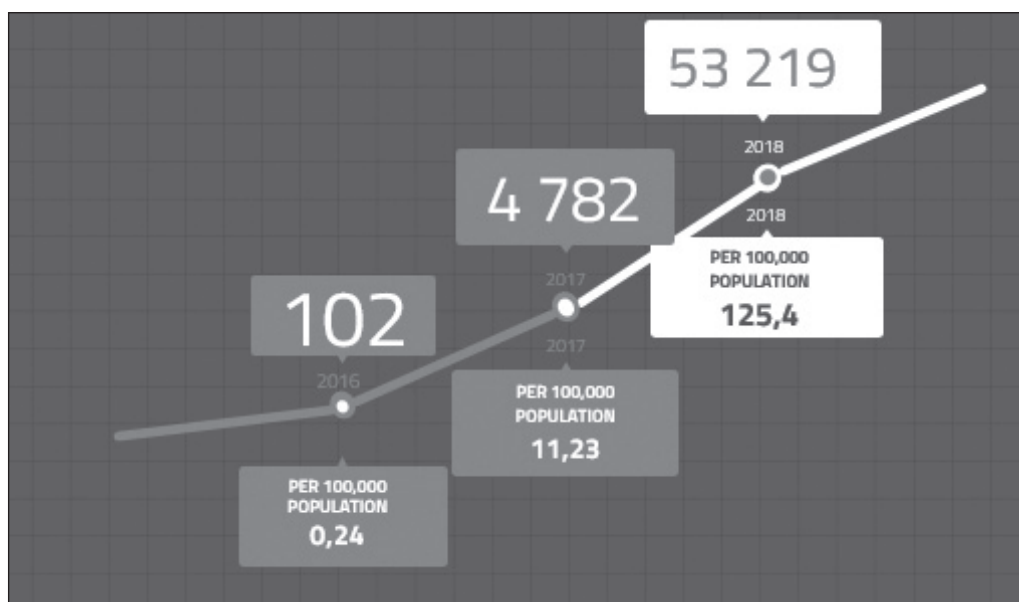 53 219
2018
2018
PER 100,000
POPULATION
125,4
4 782
2017
2017
PER 100,000
POPULATION
11,23
102
2016
PER 100,000
POPULATION
0,24